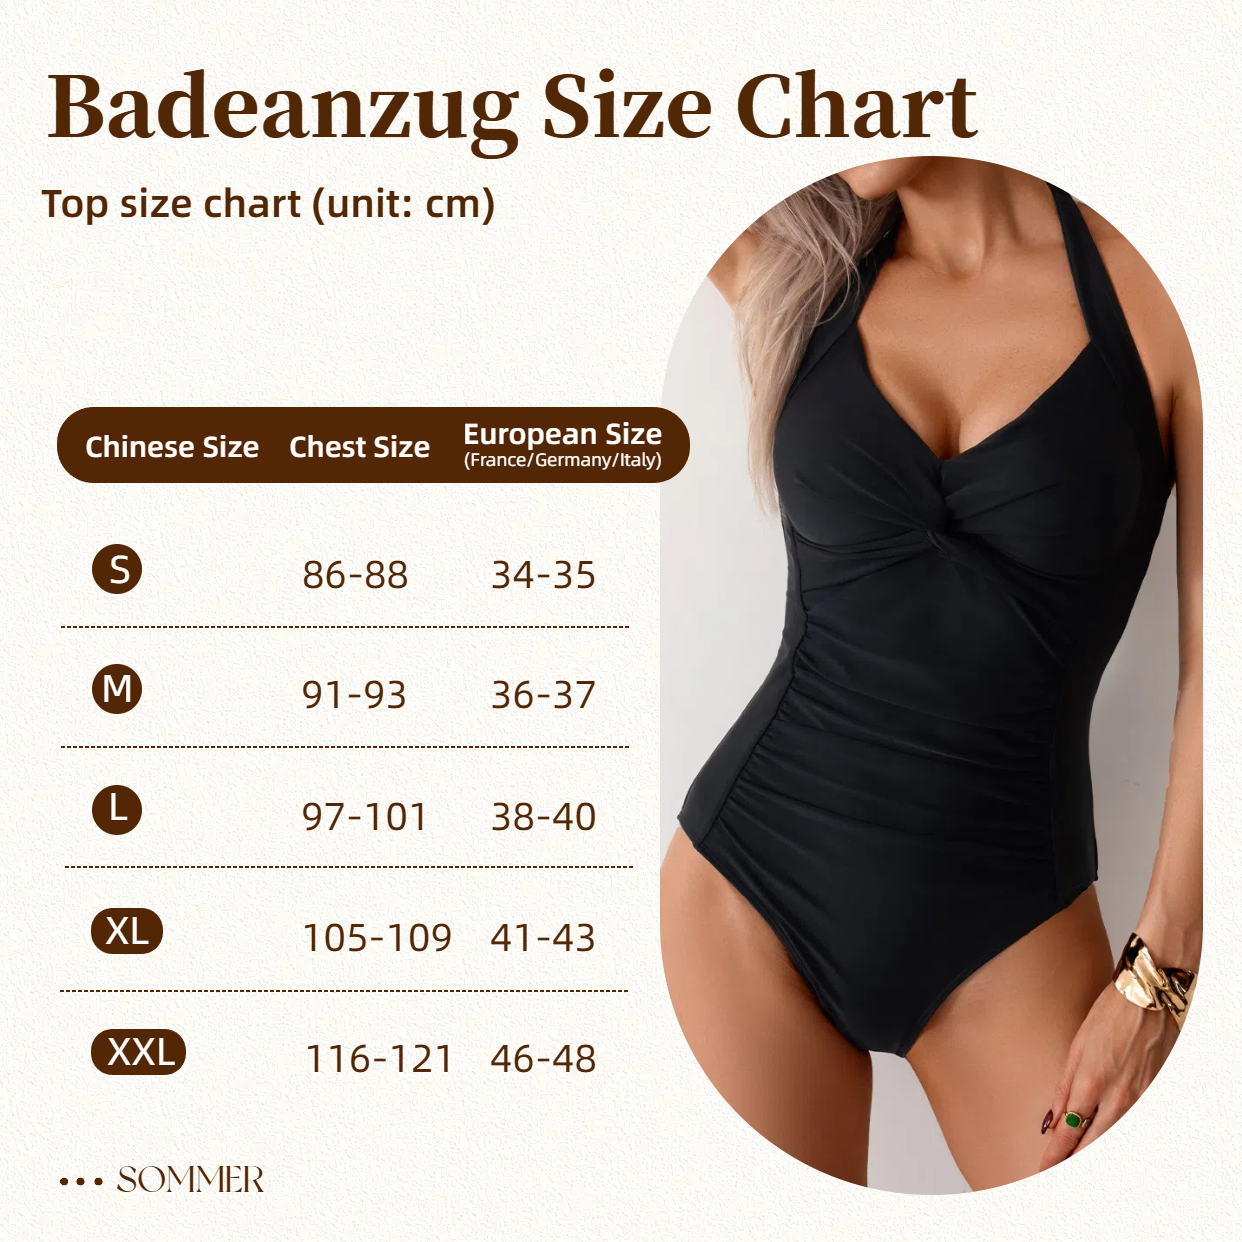 Badeanzug Size Chart
Top size chart (unit: cm)
Chinese Size Chest Size European Size
(France/Germany/Italy)
S 86-88 34-35
M 91-93 36-37
L 97-101 38-40
XL 105-109 41-43
XXL 116-121 46-48
••• SOMMER